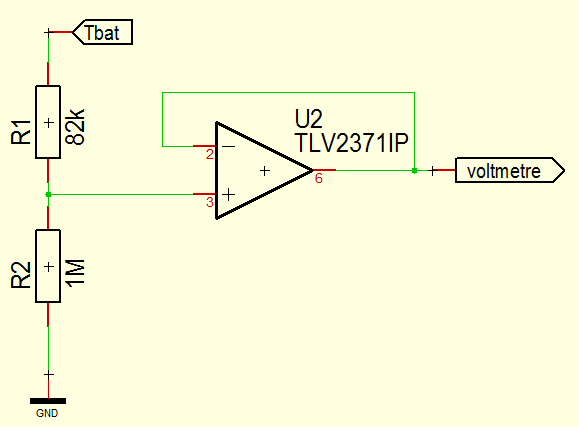 Tbat
R1
82k
U2
TLV2371IP
2
3
6
voltmetre
R2
1M
GND